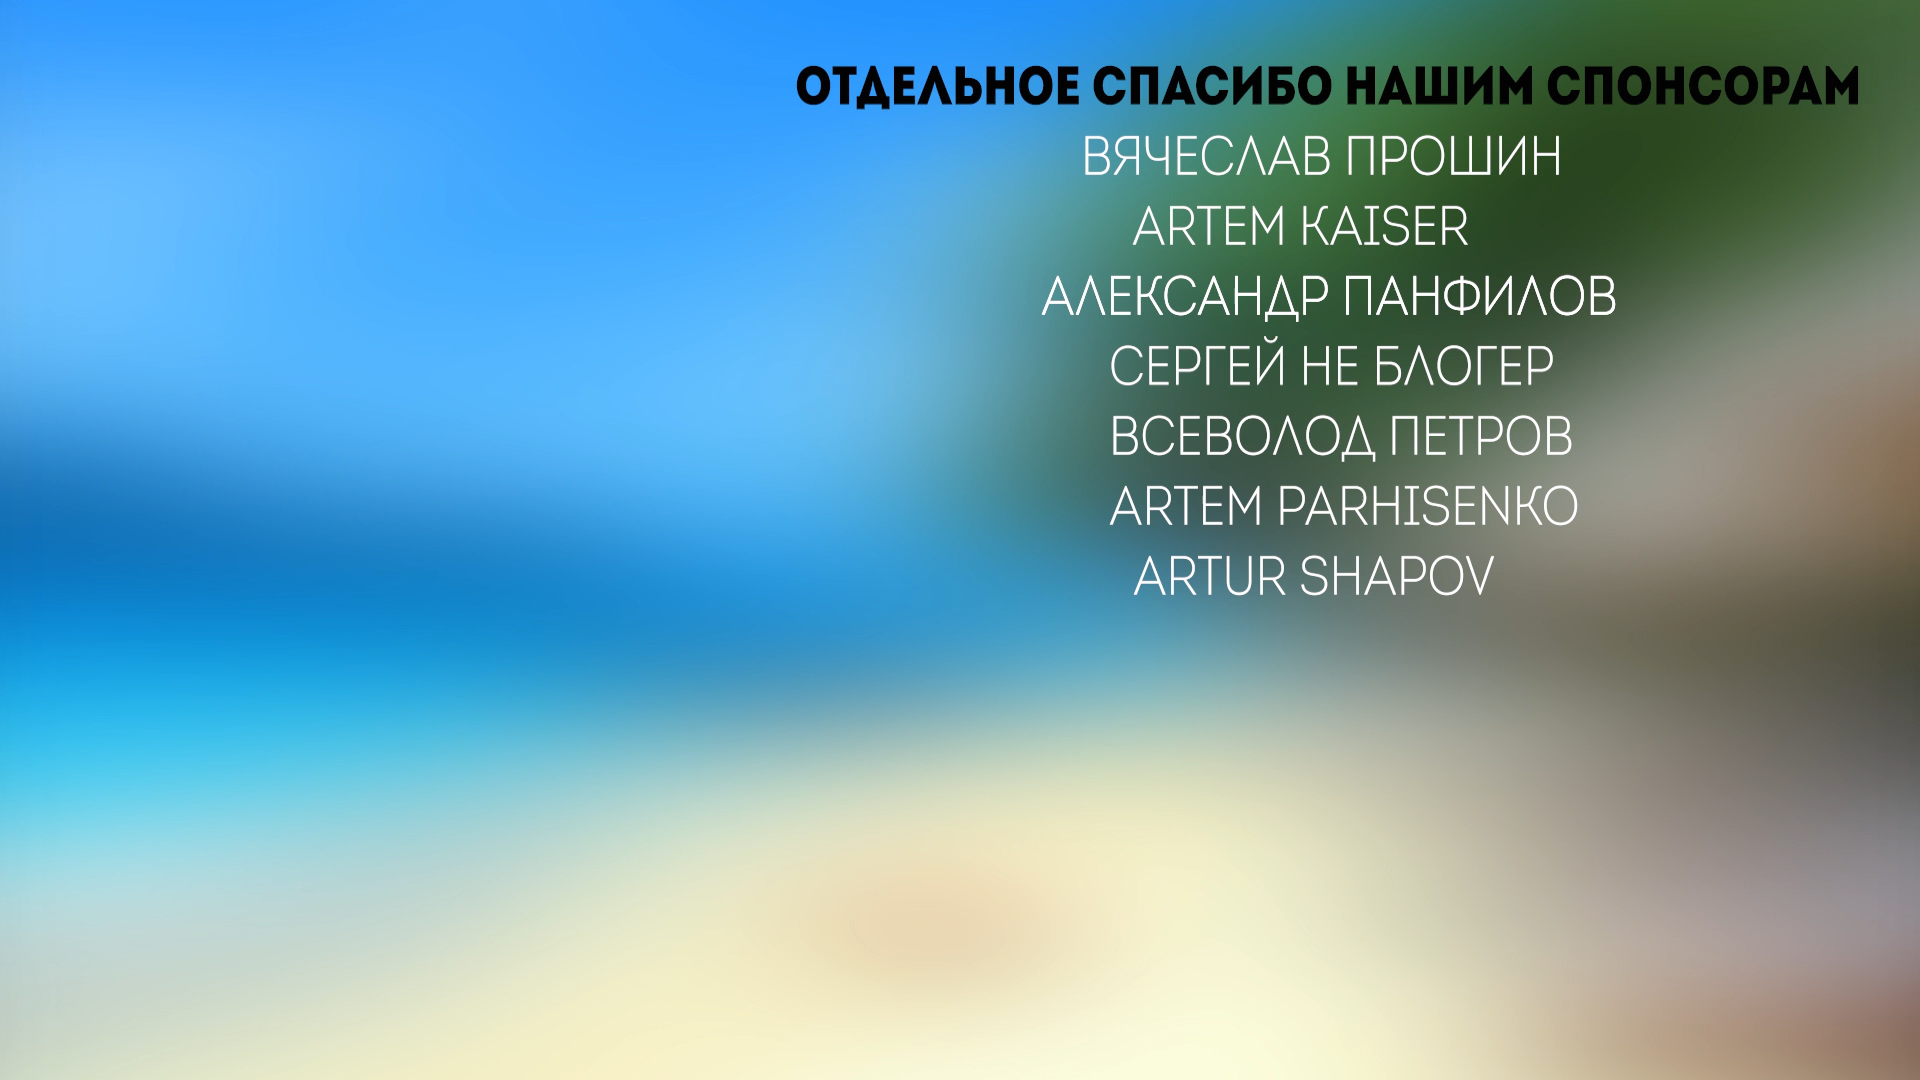 ОТДЕЛЬНОЕ СПАСИБО НАШИМ СПОНСОРАМ
ВЯЧЕСЛАВ ПРОШИН
ARTEM KAISER
АЛЕКСАНДР ПАНФИЛОВ
СЕРГЕЙ НЕ БЛОГЕР
ВСЕВОЛОД ПЕТРОВ
ARTEM PARHISENKO
ARTUR SHAPOV